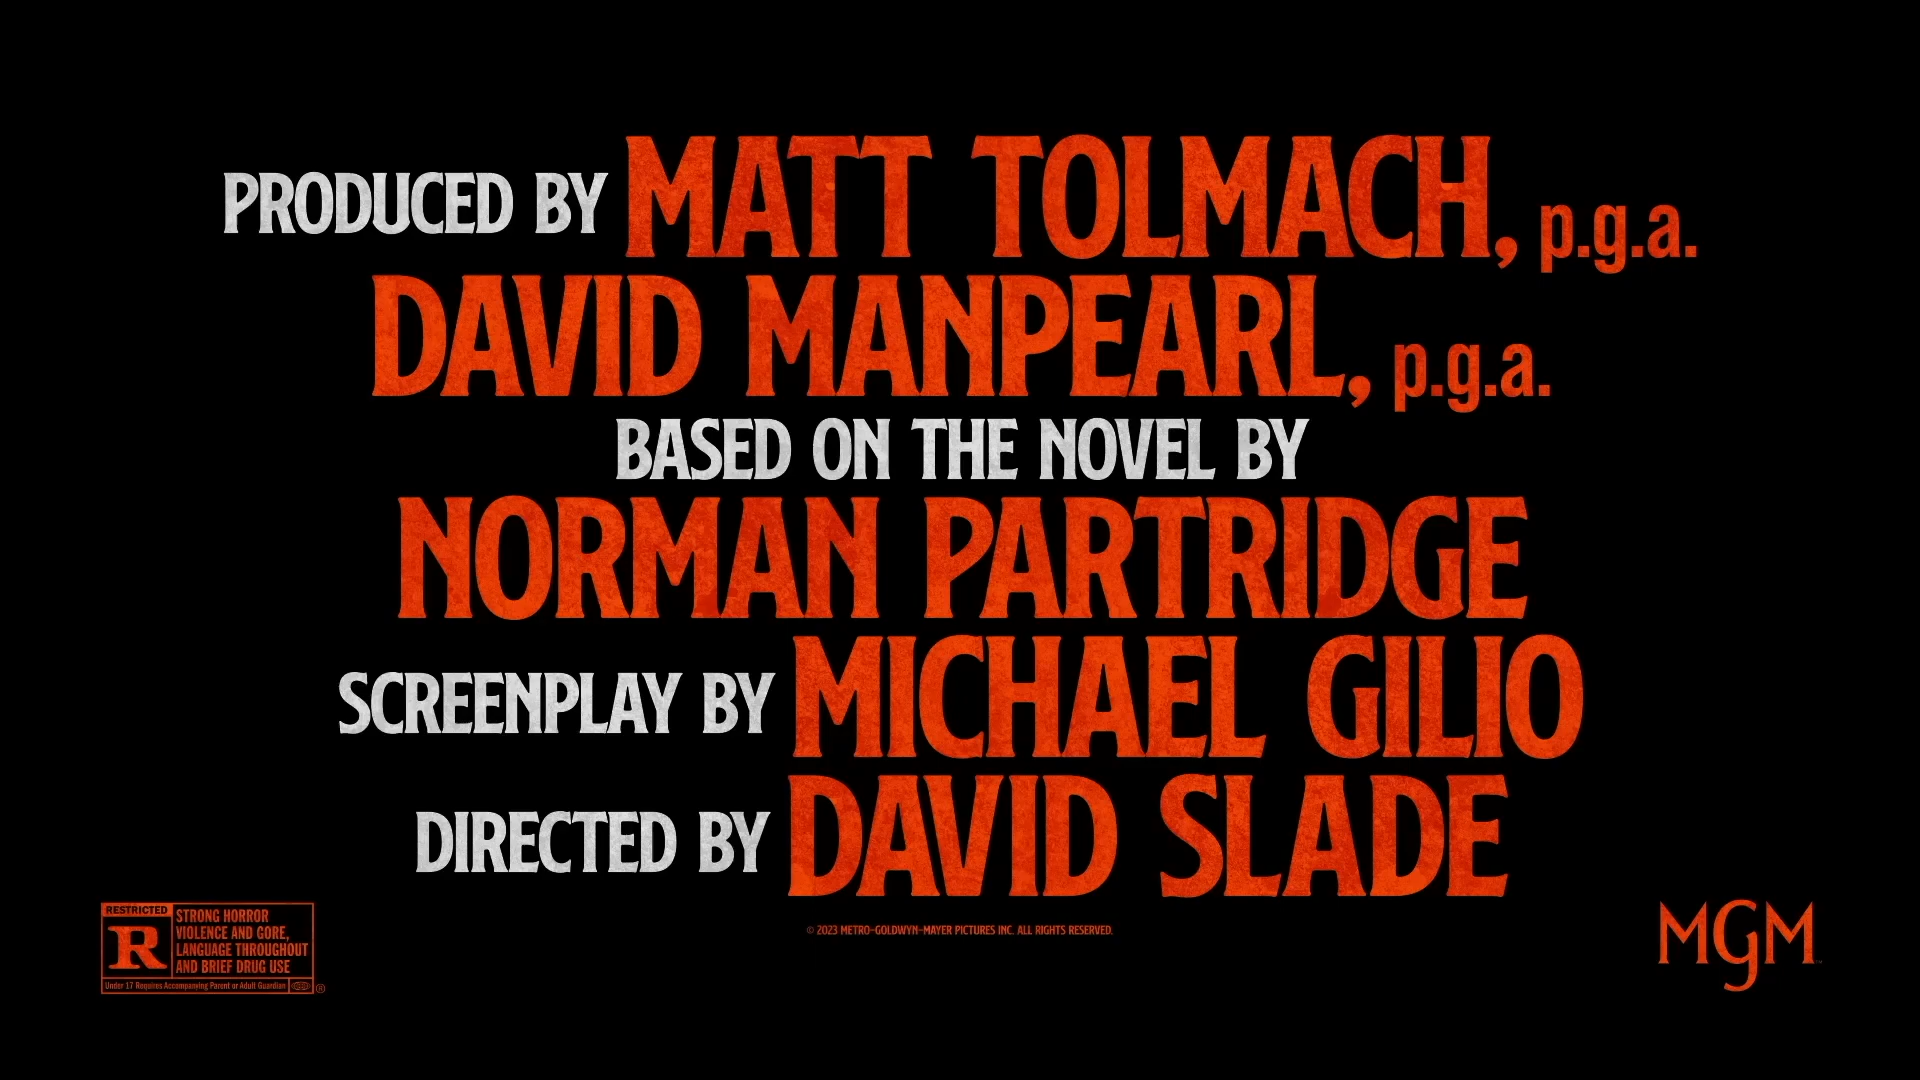 PRODUCED BY MATT TOLMACH, p.g.a.
DAVID MANPEARL, p.g.a.
BASED ON THE NOVEL BY
NORMAN PARTRIDGE
SCREENPLAY BY MICHAEL GILIO
DIRECTED BY DAVID SLADE
RESTRICTED
R
STRONG HORROR
VIOLENCE AND GORE,
LANGUAGE THROUGHOUT
AND BRIEF DRUG USE
Under 17 Requires Accompanying Parent or Adult Guardian
®
© 2023 METRO-GOLDWYN-MAYER PICTURES INC. ALL RIGHTS RESERVED.
MGM